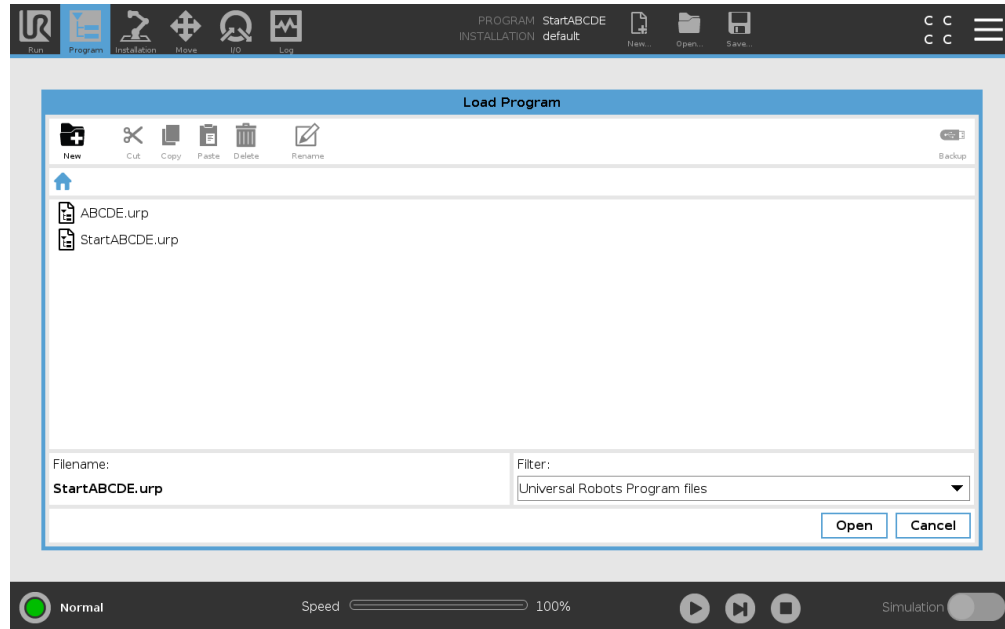 UR
PROGRAM StartABCDE
INSTALLATION default
C C
C C
Run Program Installation Move I/O Log New... Open... Save...
Load Program
New Cut Copy Paste Delete Rename Backup
ABCDE.urp
StartABCDE.urp
Filename: Filter:
StartABCDE.urp Universal Robots Program files
Open Cancel
Normal Speed 100% Simulation